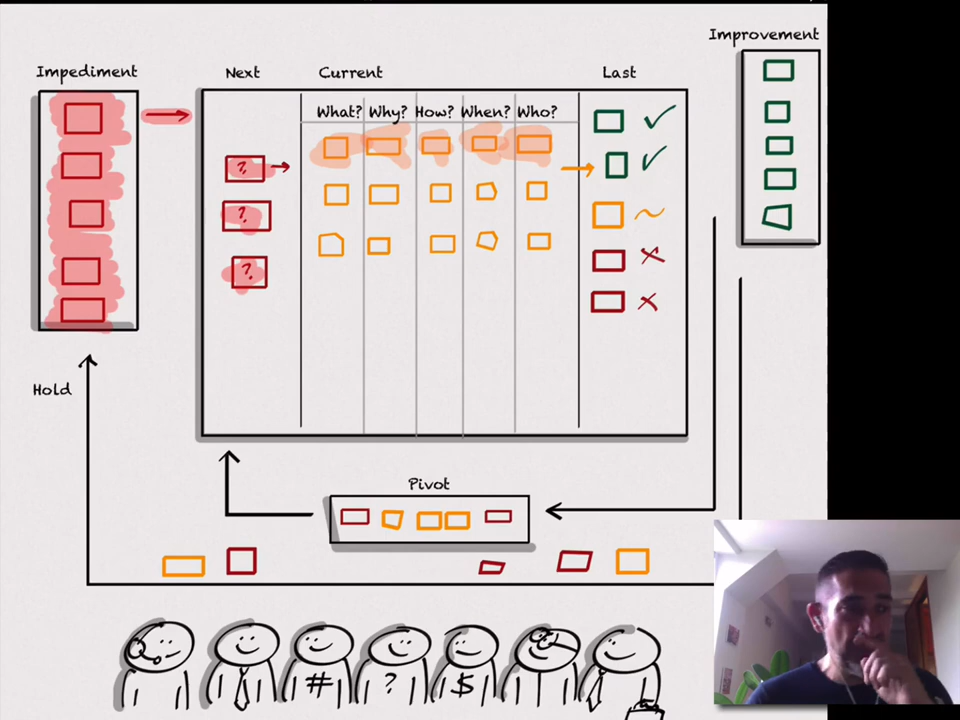 Improvement
Impediment
Next
Current
Last
What? Why? How? When? Who?
?
?
?
Hold
Pivot
# ? $